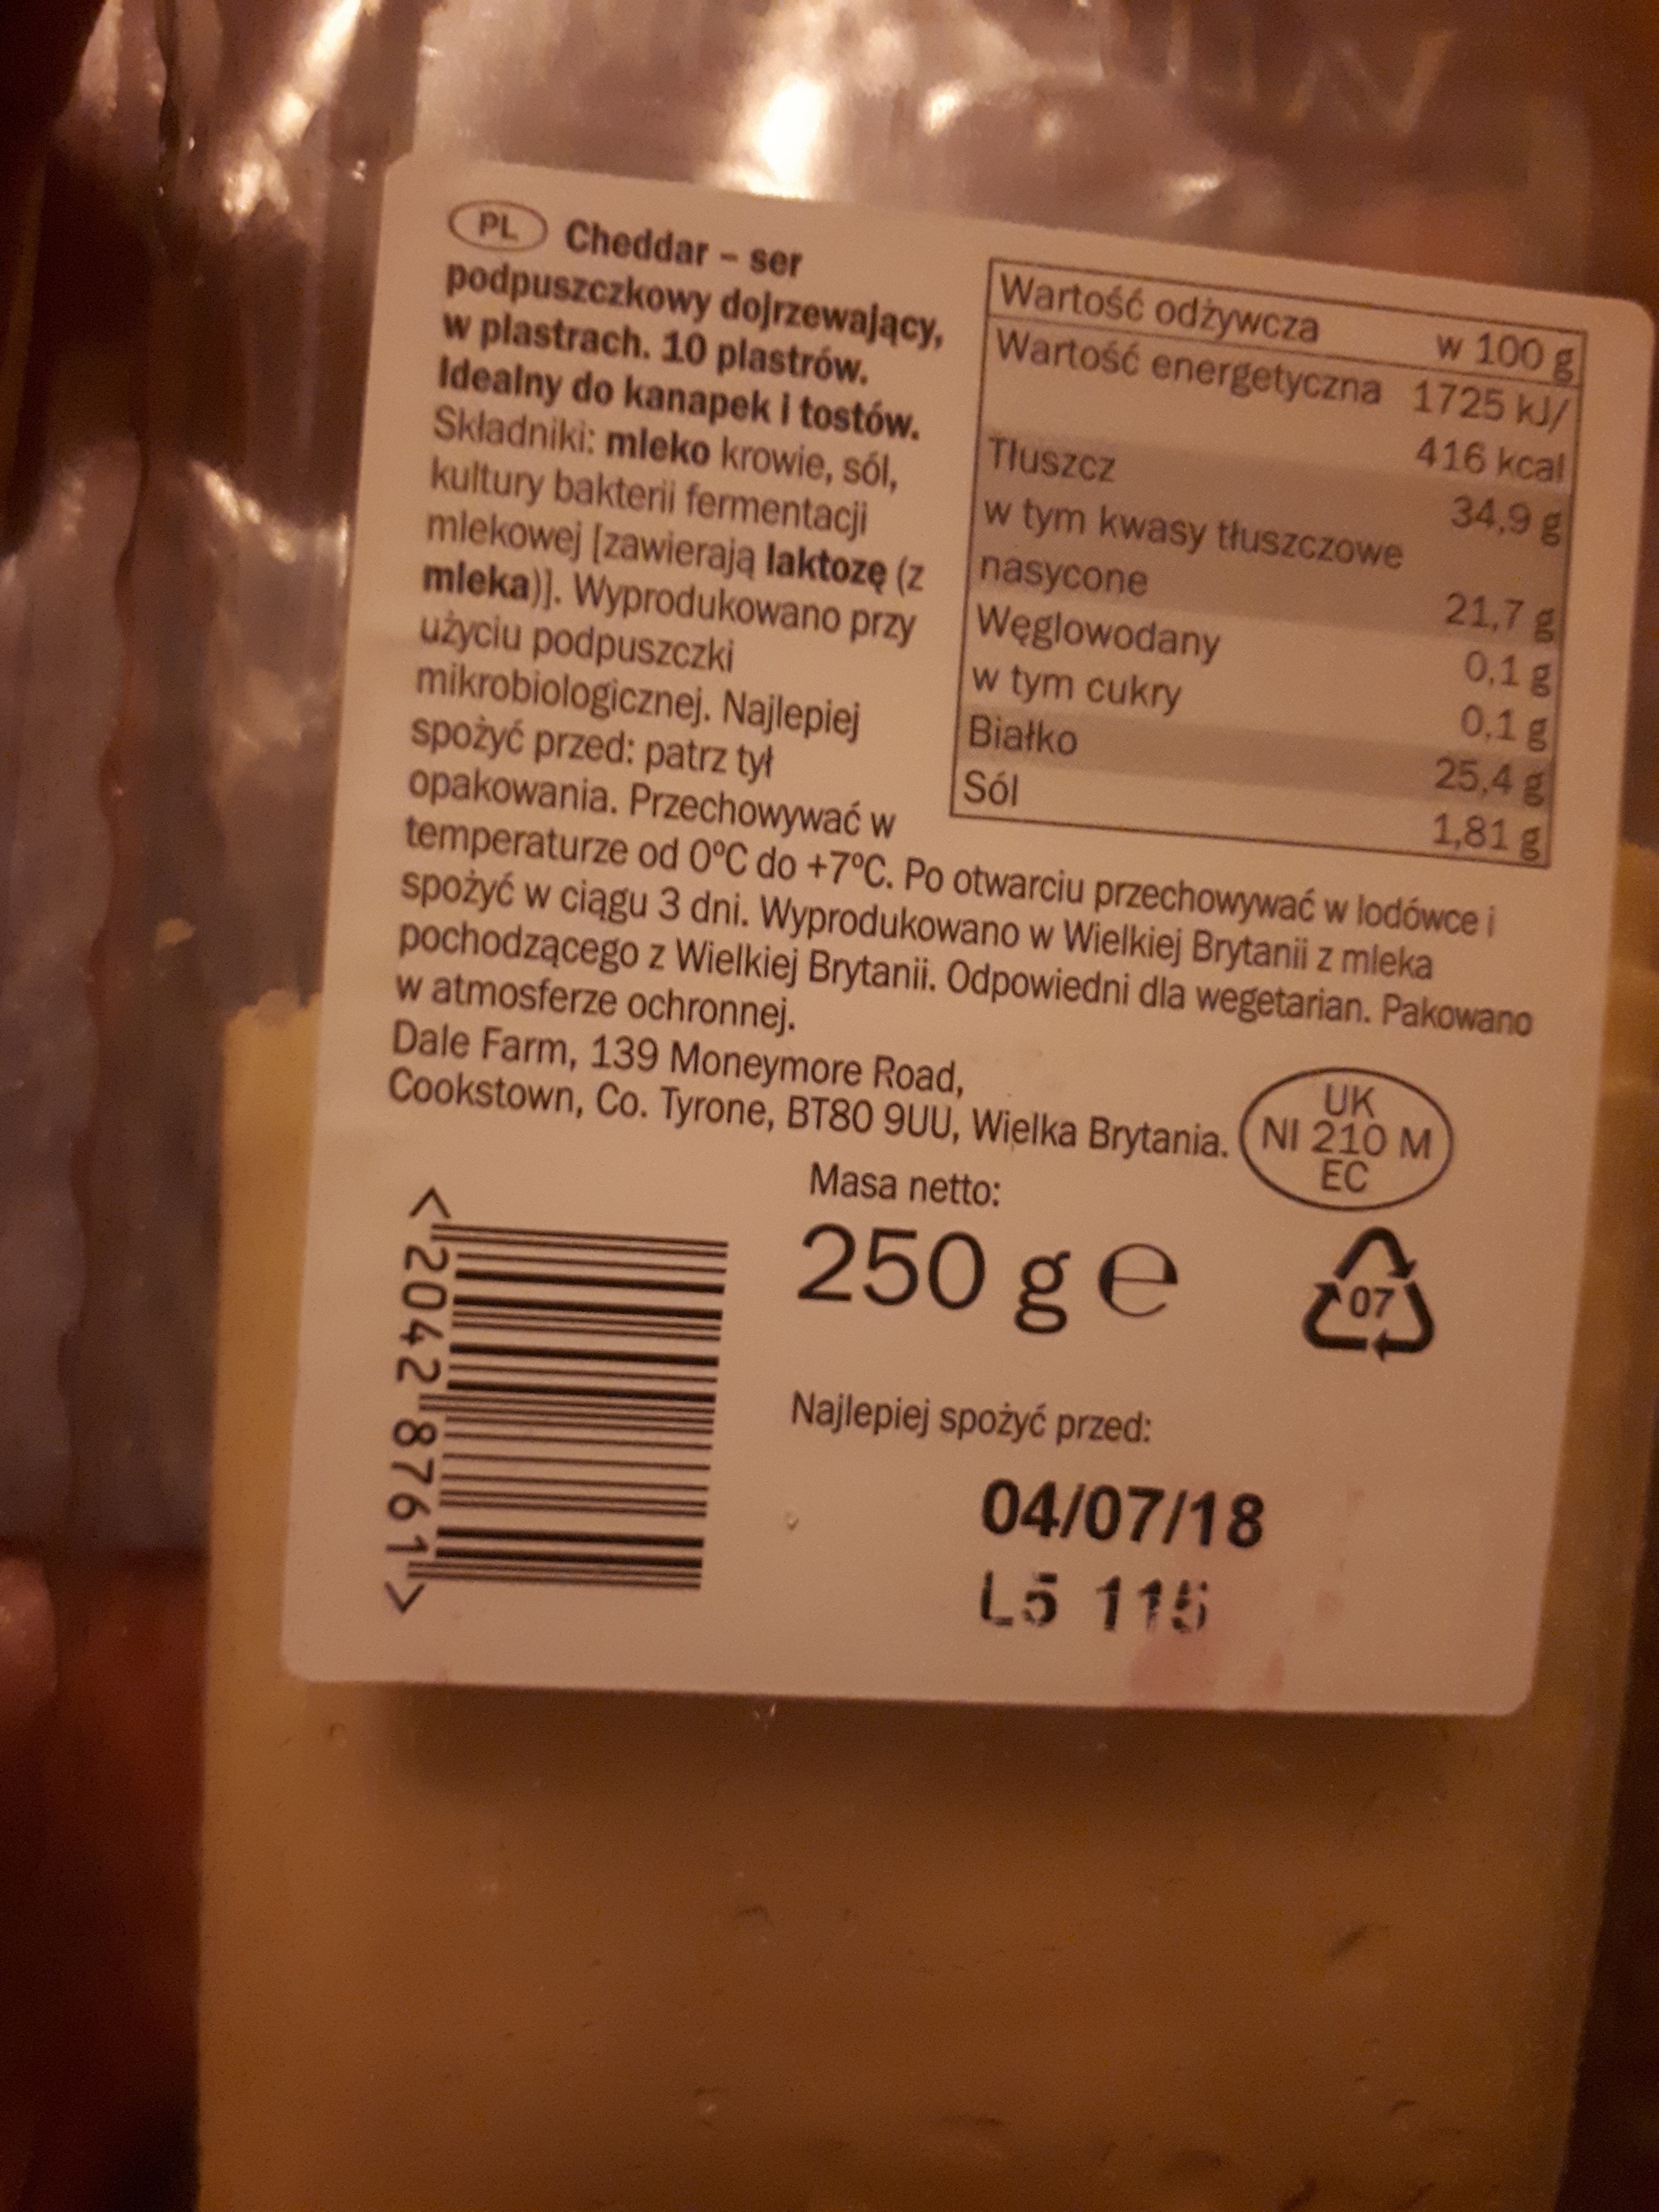 PL Cheddar – ser
podpuszczkowy dojrzewający,
w plastrach. 10 plastrów.
Idealny do kanapek i tostów.
Składniki: mleko krowie, sól,
kultury bakterii fermentacji
mlekowej [zawierają laktozę (z
mleka)]. Wyprodukowano przy
użyciu podpuszczki
mikrobiologicznej. Najlepiej
spożyć przed: patrz tył
opakowania. Przechowywać w
temperaturze od 0°C do +7°C. Po otwarciu przechowywać w lodówce i
spożyć w ciągu 3 dni. Wyprodukowano w Wielkiej Brytanii z mleka
pochodzącego z Wielkiej Brytanii. Odpowiedni dla wegetarian. Pakowano
w atmosferze ochronnej.
Dale Farm, 139 Moneymore Road,
Cookstown, Co. Tyrone, BT80 9UU, Wielka Brytania.
Wartość odżywcza w 100 g
Wartość energetyczna 1725 kJ/
416 kcal
Tłuszcz 34,9 g
w tym kwasy tłuszczowe
nasycone 21,7 g
Węglowodany 0,1 g
w tym cukry 0,1 g
Białko 25,4 g
Sól 1,81 g
UK
NI 210 M
EC
Masa netto:
250 g e
07
<2042 8761>
Najlepiej spożyć przed:
04/07/18
L5 115